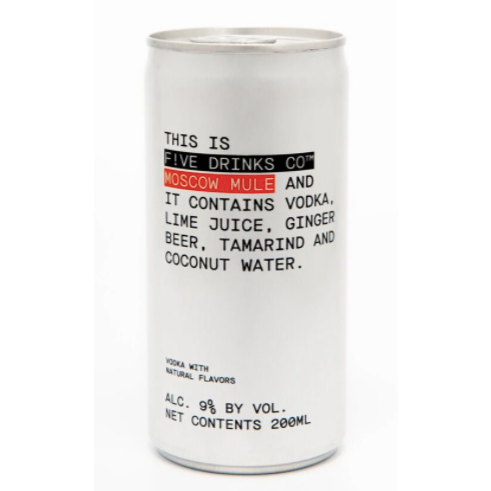 THIS IS
F!VE DRINKS CO™
MOSCOW MULE AND
IT CONTAINS VODKA,
LIME JUICE, GINGER
BEER, TAMARIND AND
COCONUT WATER.
VODKA WITH
NATURAL FLAVORS
ALC. 9% BY VOL.
NET CONTENTS 200ML